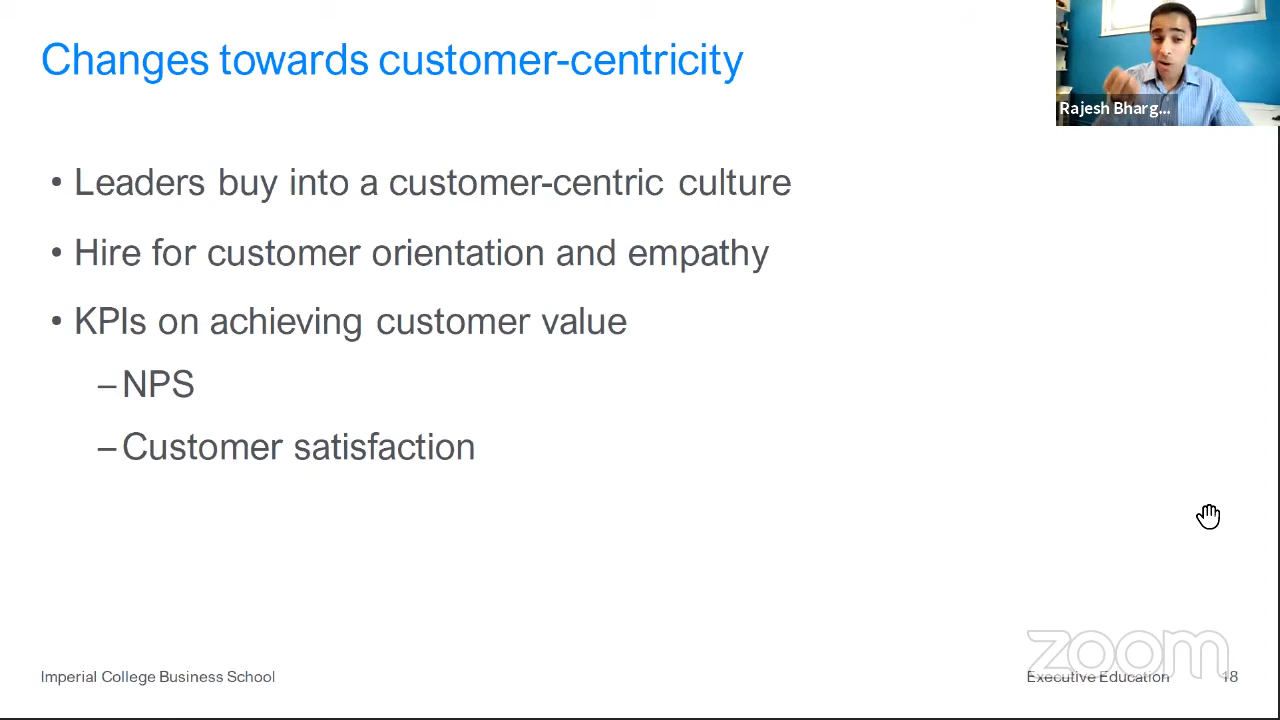 Changes towards customer-centricity
Rajesh Bharg...
• Leaders buy into a customer-centric culture
• Hire for customer orientation and empathy
• KPIs on achieving customer value
– NPS
– Customer satisfaction
zoom
Imperial College Business School
Executive Education
18